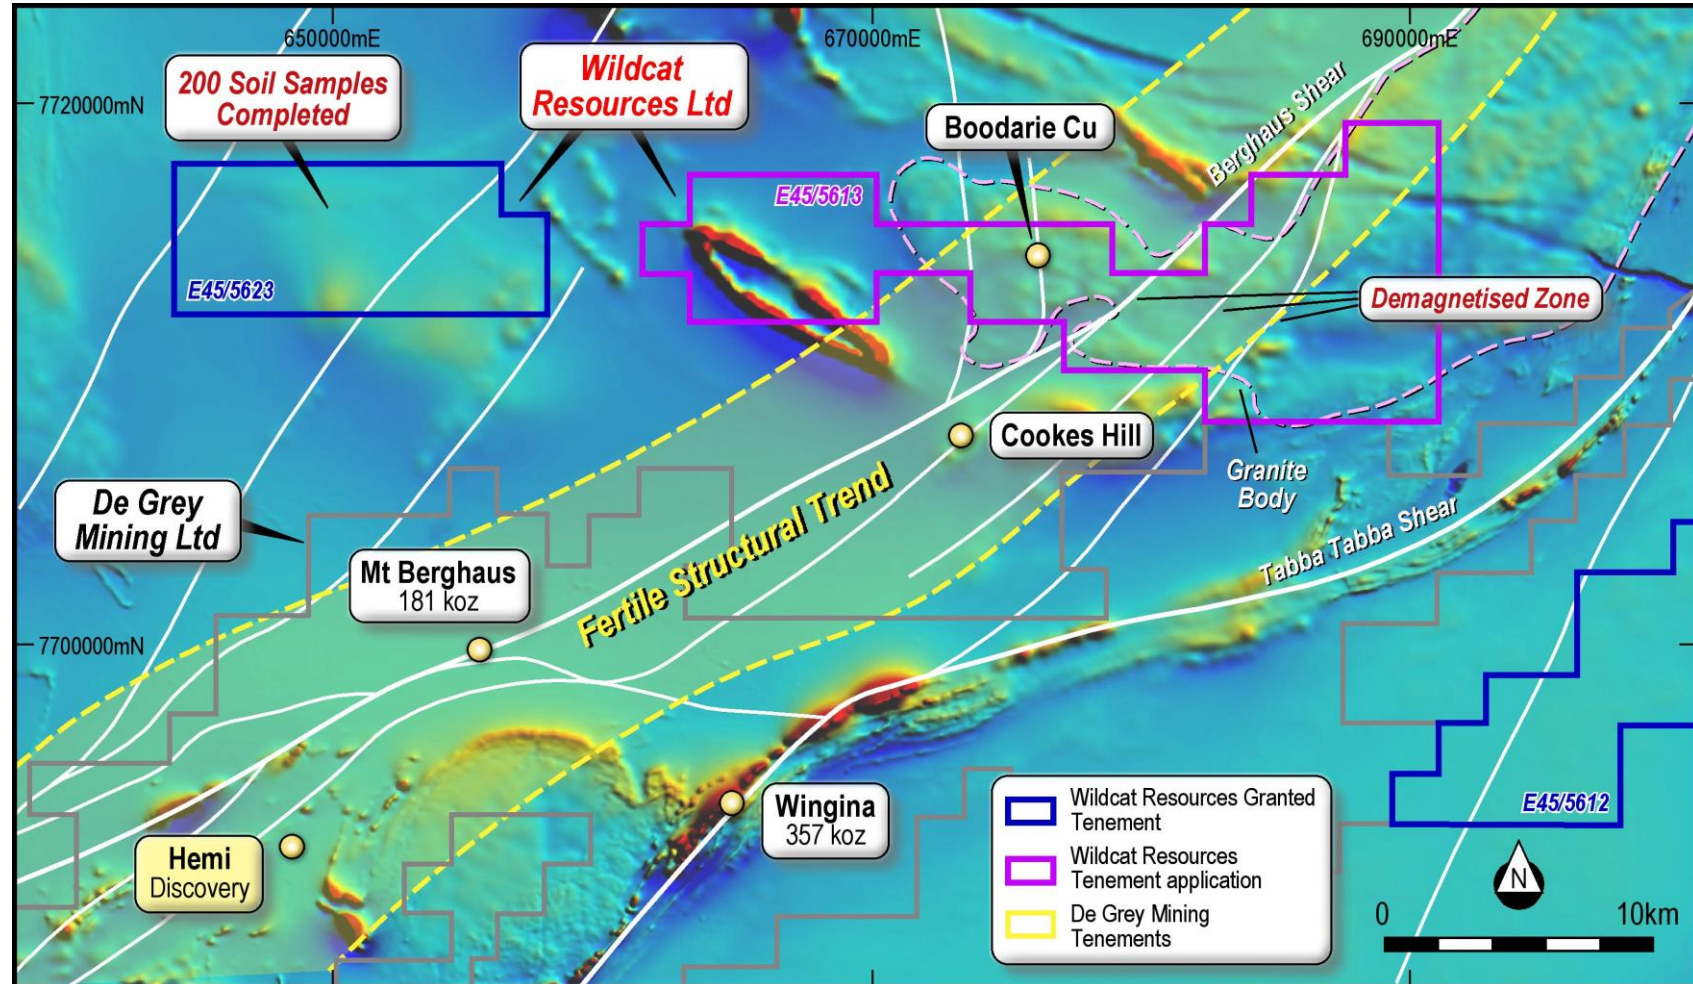 650000mE
670000mE
690000mE
7720000mN
200 Soil Samples
Completed
Wildcat
Resources Ltd
Boodarie Cu
Berghaus Shear
E45/5613
E45/5623
Demagnetised Zone
Cookes Hill
Granite
Body
De Grey
Mining Ltd
Fertile Structural Trend
Tabba Tabba Shear
Mt Berghaus
181 koz
7700000mN
Wingina
357 koz
Hemi
Discovery
Wildcat Resources Granted
Tenement
Wildcat Resources
Tenement application
De Grey Mining
Tenements
E45/5612
N
0
10km